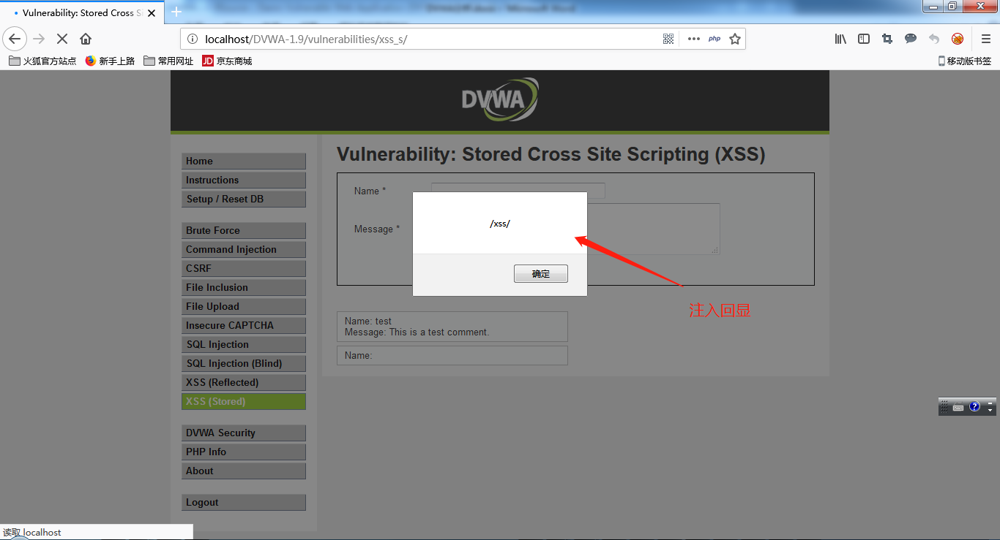 Vulnerability: Stored Cross S
localhost/DVWA-1.9/vulnerabilities/xss_s/
php
火狐官方站点
新手上路
常用网址
JD 京东商城
移动版书签
DVWA
Home
Instructions
Setup / Reset DB
Brute Force
Command Injection
CSRF
File Inclusion
File Upload
Insecure CAPTCHA
SQL Injection
SQL Injection (Blind)
XSS (Reflected)
XSS (Stored)
DVWA Security
PHP Info
About
Logout
Vulnerability: Stored Cross Site Scripting (XSS)
Name *
Message *
/xss/
确定
注入回显
Name: test
Message: This is a test comment.
Name:
读取 localhost